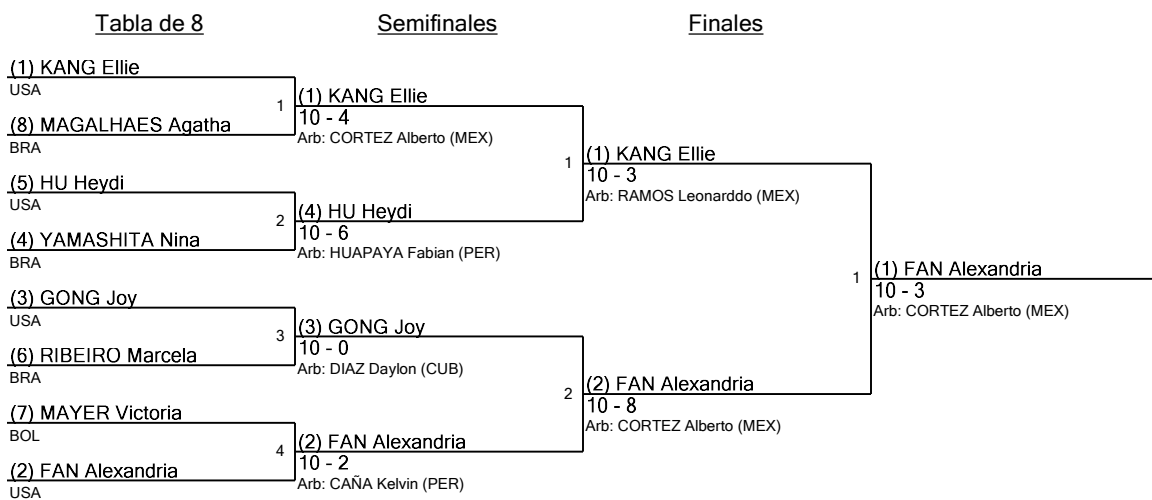 Tabla de 8
Semifinales
Finales
(1) KANG Ellie
USA
(8) MAGALHAES Agatha
BRA
(5) HU Heydi
USA
(4) YAMASHITA Nina
BRA
(3) GONG Joy
USA
(6) RIBEIRO Marcela
BRA
(7) MAYER Victoria
BOL
(2) FAN Alexandria
USA
1
(1) KANG Ellie
10 - 4
Arb: CORTEZ Alberto (MEX)
2
(4) HU Heydi
10 - 6
Arb: HUAPAYA Fabian (PER)
3
(3) GONG Joy
10 - 0
Arb: DIAZ Daylon (CUB)
4
(2) FAN Alexandria
10 - 2
Arb: CAÑA Kelvin (PER)
1
(1) KANG Ellie
10 - 3
Arb: RAMOS Leonarddo (MEX)
2
(2) FAN Alexandria
10 - 8
Arb: CORTEZ Alberto (MEX)
1
(1) FAN Alexandria
10 - 3
Arb: CORTEZ Alberto (MEX)